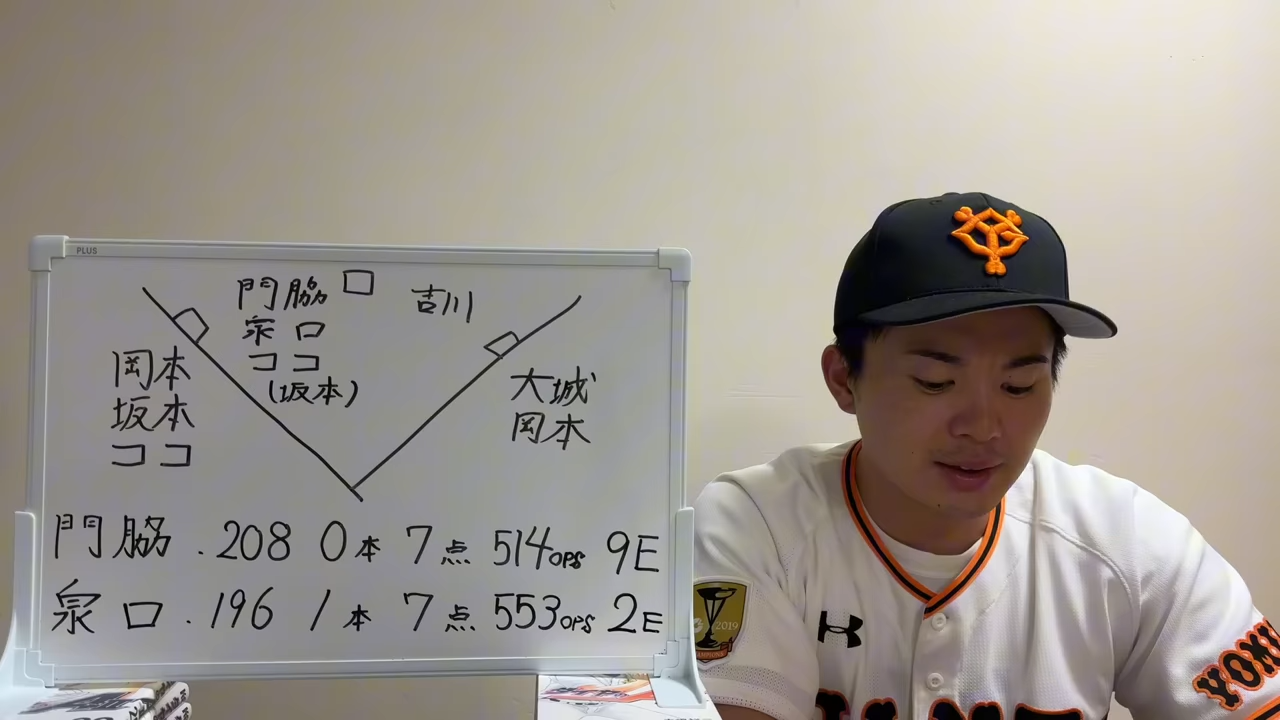 PLUS
門脇
泉口
ココ
(坂本)
吉川
岡本
坂本
ココ
大城
岡本
門脇 .208 0本 7点 514OPS 9E
泉口 .196 1本 7点 553OPS 2E
2019